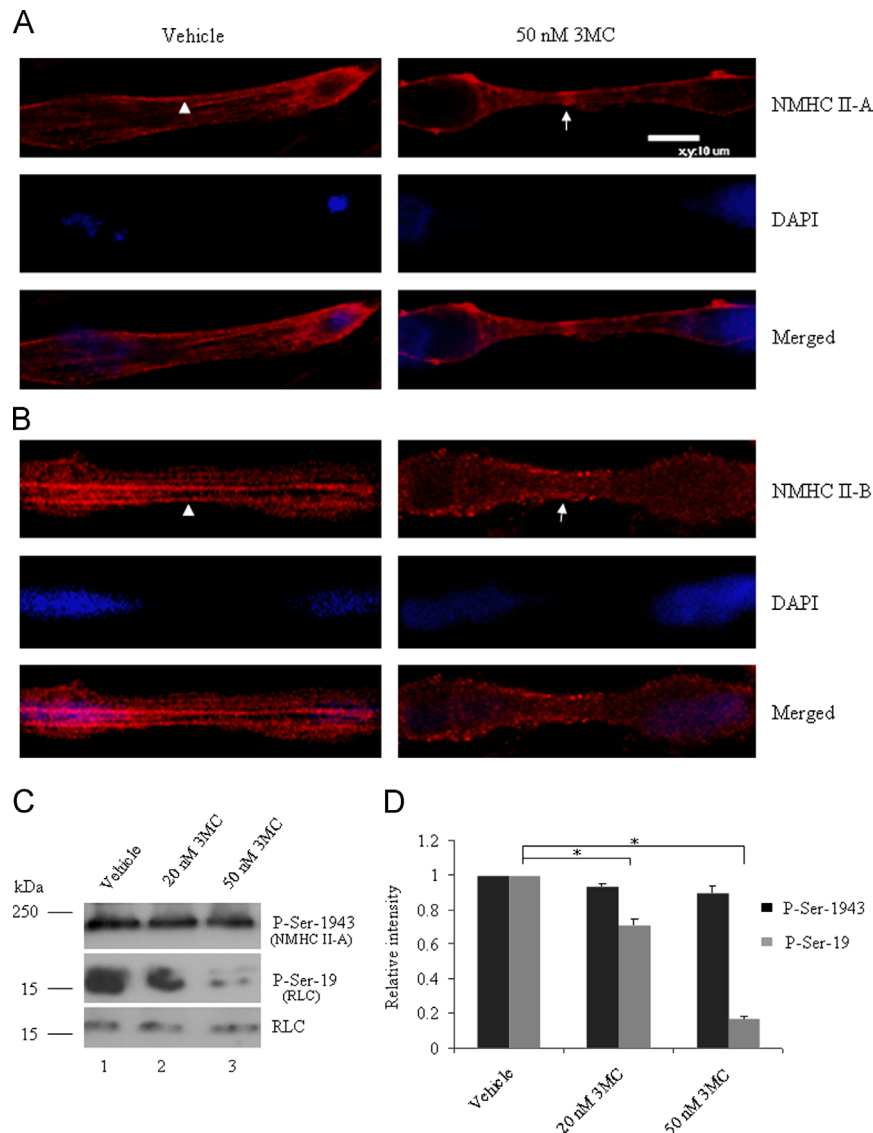 A
Vehicle
50 nM 3MC
NMHC II-A
x,y:10 um
DAPI
Merged
B
NMHC II-B
DAPI
Merged
C
Vehicle
20 nM 3MC
50 nM 3MC
kDa
250
P-Ser-1943
(NMHC II-A)
P-Ser-19
(RLC)
15
RLC
15
1 2 3
D
Relative intensity
1.2
1
0.8
0.6
0.4
0.2
0
*
*
P-Ser-1943
P-Ser-19
Vehicle
20 nM 3MC
50 nM 3MC